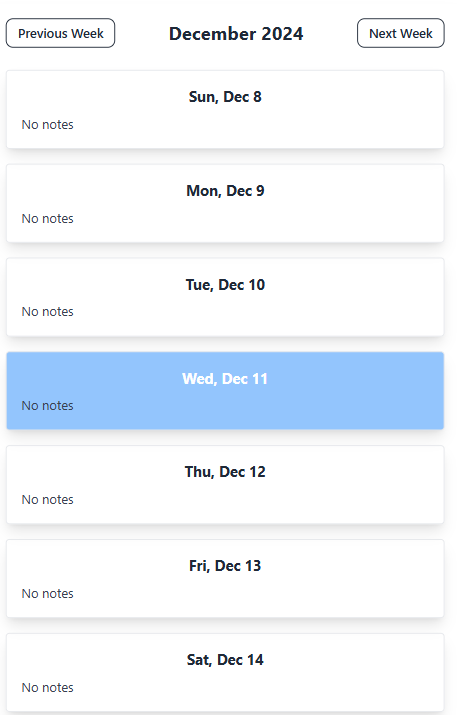 Previous Week December 2024 Next Week
Sun, Dec 8
No notes
Mon, Dec 9
No notes
Tue, Dec 10
No notes
Wed, Dec 11
No notes
Thu, Dec 12
No notes
Fri, Dec 13
No notes
Sat, Dec 14
No notes